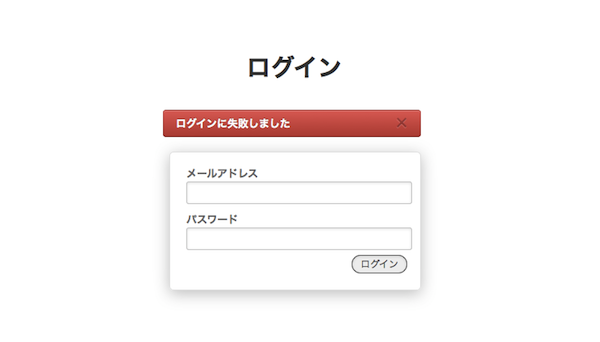 ログイン
ログインに失敗しました
メールアドレス
パスワード
ログイン